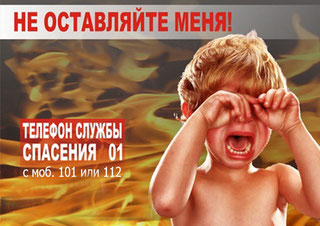 НЕ ОСТАВЛЯЙТЕ МЕНЯ!
ТЕЛЕФОН СЛУЖБЫ
СПАСЕНИЯ 01
с моб. 101 или 112